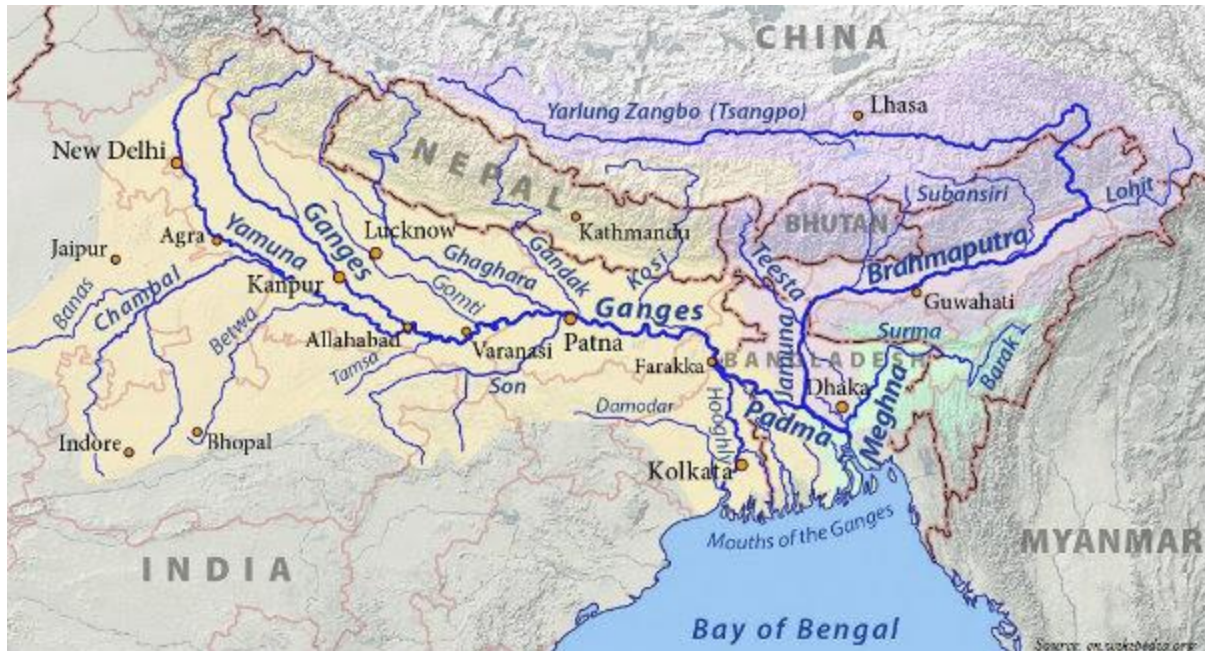 CHINA
Yarlung Zangbo (Tsangpo)
Lhasa
New Delhi
NEPAL
Subansiri
Lohit
BHUTAN
Agra
Yamuna
Ganges
Lucknow
Kathmandu
Jaipur
Ghaghara
Gandak
Kosi
Teesta
Brahmaputra
Kanpur
Chambal
Banas
Gomti
Guwahati
Betwa
Ganges
Allahabad
Varanasi
Patna
Jamuna
Surma
Tamsa
Son
Farakka
BANGLADESH
Barak
Dhaka
Meghna
Damodar
Hooghly
Padma
Indore
Bhopal
Kolkata
Mouths of the Ganges
INDIA
MYANMAR
Bay of Bengal
Source: en.wikipedia.org